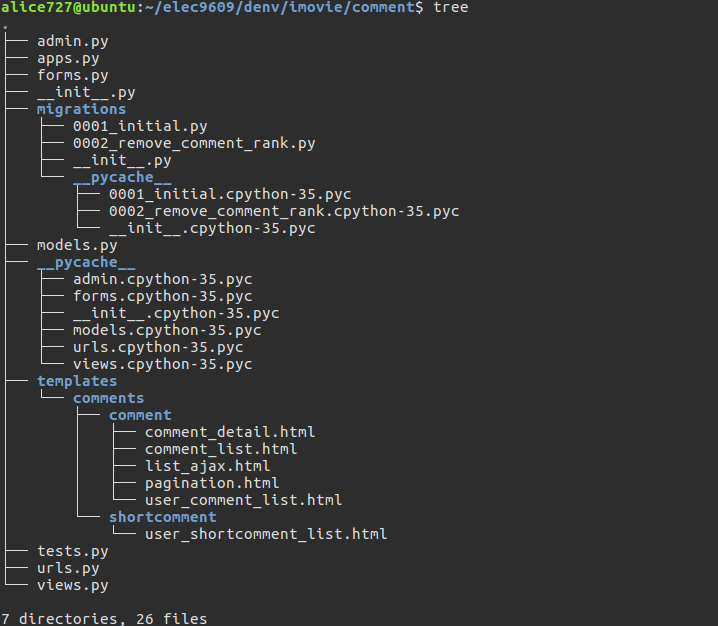 alice727@ubuntu:~/elec9609/denv/imovie/comment$ tree
.
├── admin.py
├── apps.py
├── forms.py
├── __init__.py
├── migrations
│   ├── 0001_initial.py
│   ├── 0002_remove_comment_rank.py
│   ├── __init__.py
│   └── __pycache__
│       ├── 0001_initial.cpython-35.pyc
│       ├── 0002_remove_comment_rank.cpython-35.pyc
│       └── __init__.cpython-35.pyc
├── models.py
├── __pycache__
│   ├── admin.cpython-35.pyc
│   ├── forms.cpython-35.pyc
│   ├── __init__.cpython-35.pyc
│   ├── models.cpython-35.pyc
│   ├── urls.cpython-35.pyc
│   └── views.cpython-35.pyc
├── templates
│   └── comments
│       ├── comment
│       │   ├── comment_detail.html
│       │   ├── comment_list.html
│       │   ├── list_ajax.html
│       │   ├── pagination.html
│       │   └── user_comment_list.html
│       └── shortcomment
│           └── user_shortcomment_list.html
├── tests.py
├── urls.py
└── views.py
7 directories, 26 files